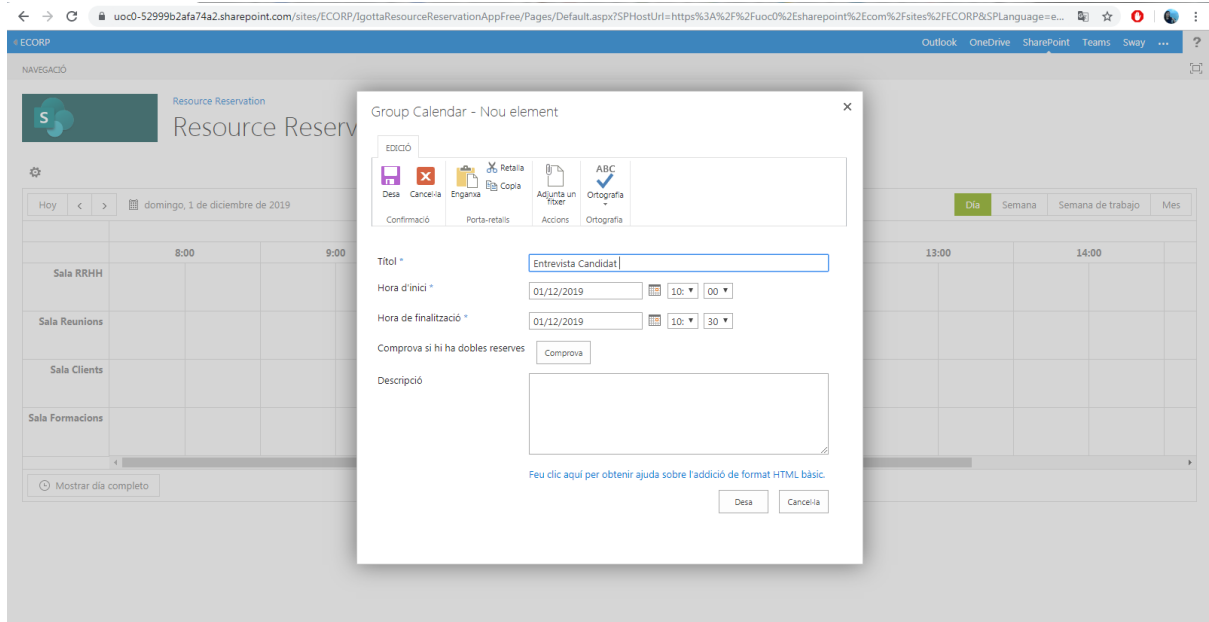 uoc0-52999b2afa74a2.sharepoint.com/sites/ECORP/IgottaResourceReservationAppFree/Pages/Default.aspx?SPHostUrl=https%3A%2F%2Fuoc0%2Esharepoint%2Ecom%2Fsites%2FECORP&SPLanguage=e...
ECORP
Outlook OneDrive SharePoint Teams Sway ... ?
NAVEGACIÓ
S
Resource Reservation
Resource Reserv
Hoy < > domingo, 1 de diciembre de 2019
Día Semana Semana de trabajo Mes
8:00 9:00 13:00 14:00
Sala RRHH
Sala Reunions
Sala Clients
Sala Formacions
Mostrar día completo
Group Calendar - Nou element
EDICIÓ
Desa Cancel·la Enganxa Retalla Copia Adjunta un fitxer ABC Ortografia
Confirmació Porta-retalls Accions Ortografia
Títol * Entrevista Candidat
Hora d'inici * 01/12/2019 10: 00
Hora de finalització * 01/12/2019 10: 30
Comprova si hi ha dobles reserves Comprova
Descripció
Feu clic aquí per obtenir ajuda sobre l'addició de format HTML bàsic.
Desa Cancel·la